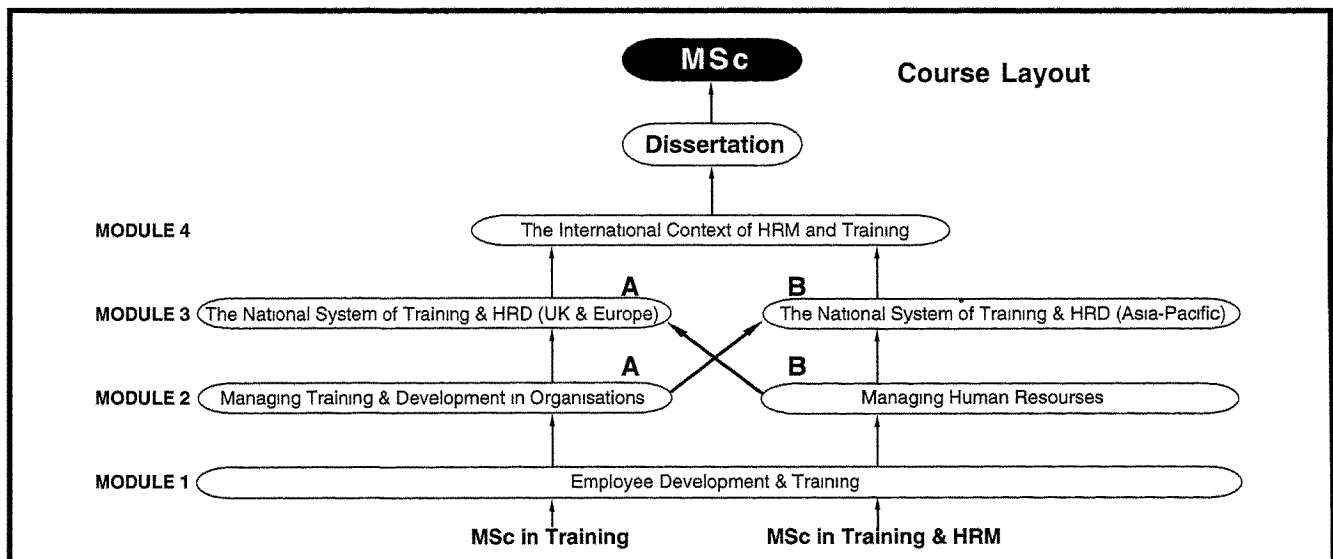 MSc
Course Layout
Dissertation
MODULE 4
The International Context of HRM and Training
A
B
MODULE 3
The National System of Training & HRD (UK & Europe)
The National System of Training & HRD (Asia-Pacific)
A
B
MODULE 2
Managing Training & Development in Organisations
Managing Human Resourses
MODULE 1
Employee Development & Training
MSc in Training
MSc in Training & HRM